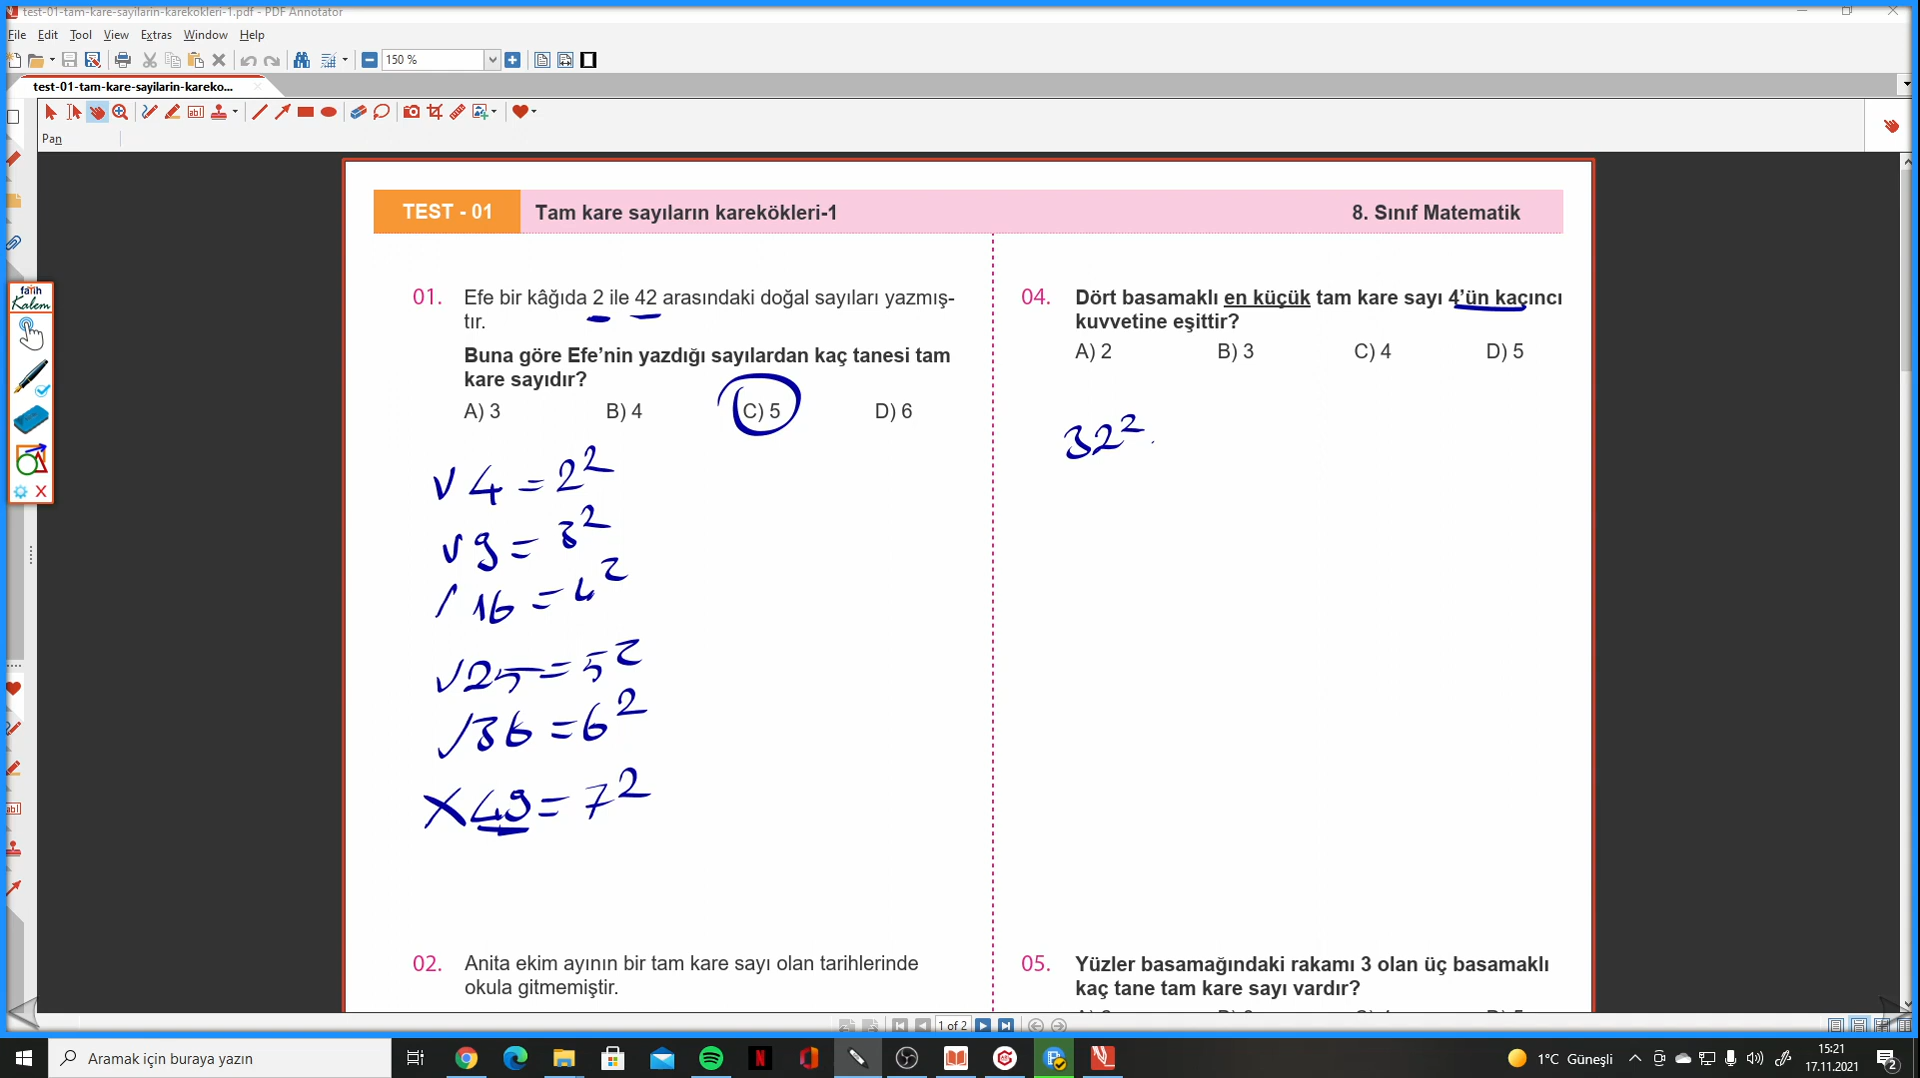 test-01-tam-kare-sayilarin-karekokleri-1.pdf - PDF Annotator
File Edit Tool View Extras Window Help
150 %
test-01-tam-kare-sayilarin-kareko...
Pan
TEST - 01 Tam kare sayıların karekökleri-1 8. Sınıf Matematik
01. Efe bir kâğıda 2 ile 42 arasındaki doğal sayıları yazmış-
tır.
Buna göre Efe’nin yazdığı sayılardan kaç tanesi tam
kare sayıdır?
A) 3 B) 4 C) 5 D) 6
√ 4 = 2²
√ 9 = 3²
/ 16 = 4²
√ 25 = 5²
√ 36 = 6²
X 49 = 7²
02. Anita ekim ayının bir tam kare sayı olan tarihlerinde
okula gitmemiştir.
04. Dört basamaklı en küçük tam kare sayı 4’ün kaçıncı
kuvvetine eşittir?
A) 2 B) 3 C) 4 D) 5
32²
05. Yüzler basamağındaki rakamı 3 olan üç basamaklı
kaç tane tam kare sayı vardır?
fatih
Kalem
1 of 2
Aramak için buraya yazın
1°C Güneşli
15:21
17.11.2021
2